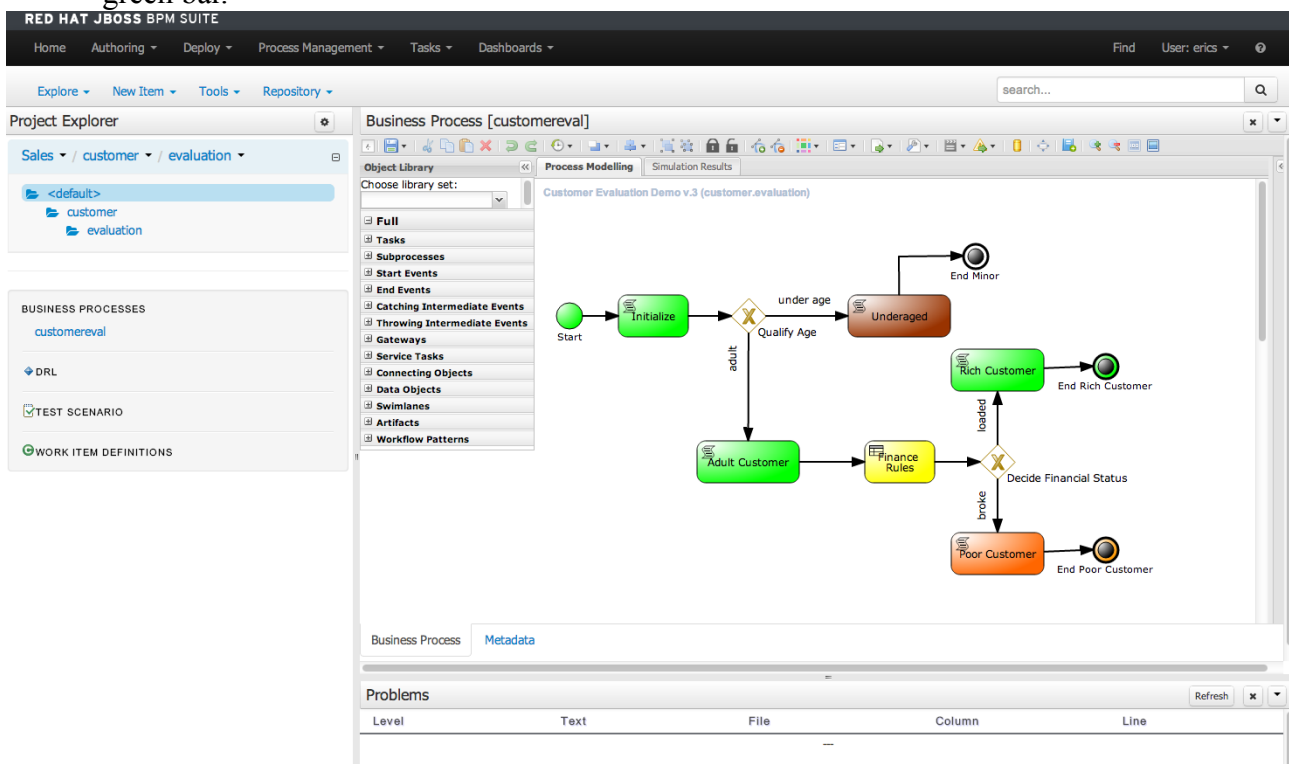 green bar.
RED HAT JBOSS BPM SUITE
Home Authoring Deploy Process Management Tasks Dashboards Find User: erics
Explore New Item Tools Repository search...
Project Explorer
Sales / customer / evaluation
<default>
customer
evaluation
BUSINESS PROCESSES
customereval
DRL
TEST SCENARIO
WORK ITEM DEFINITIONS
Business Process [customereval]
Object Library
Choose library set:
Full
Tasks
Subprocesses
Start Events
End Events
Catching Intermediate Events
Throwing Intermediate Events
Gateways
Service Tasks
Connecting Objects
Data Objects
Swimlanes
Artifacts
Workflow Patterns
Process Modelling Simulation Results
Customer Evaluation Demo v.3 (customer.evaluation)
End Minor
Start
Initialize
under age
Qualify Age
Underaged
adult
Rich Customer
End Rich Customer
loaded
Adult Customer
Finance
Rules
Decide Financial Status
broke
Poor Customer
End Poor Customer
Business Process Metadata
Problems Refresh
Level Text File Column Line
---